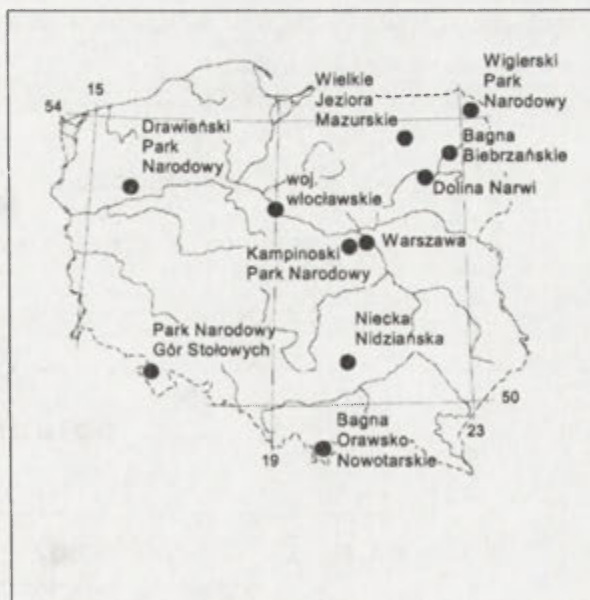 15
54
Wielkie
Jeziora
Mazurskie
Wigierski
Park
Narodowy
Drawieński
Park
Narodowy
Bagna
Biebrzańskie
woj.
włocławskie
Dolina Narwi
Warszawa
Kampinoski
Park Narodowy
Park Narodowy
Gór Stołowych
Niecka
Nidziańska
50
Bagna
Orawsko-
Nowotarskie
19
23